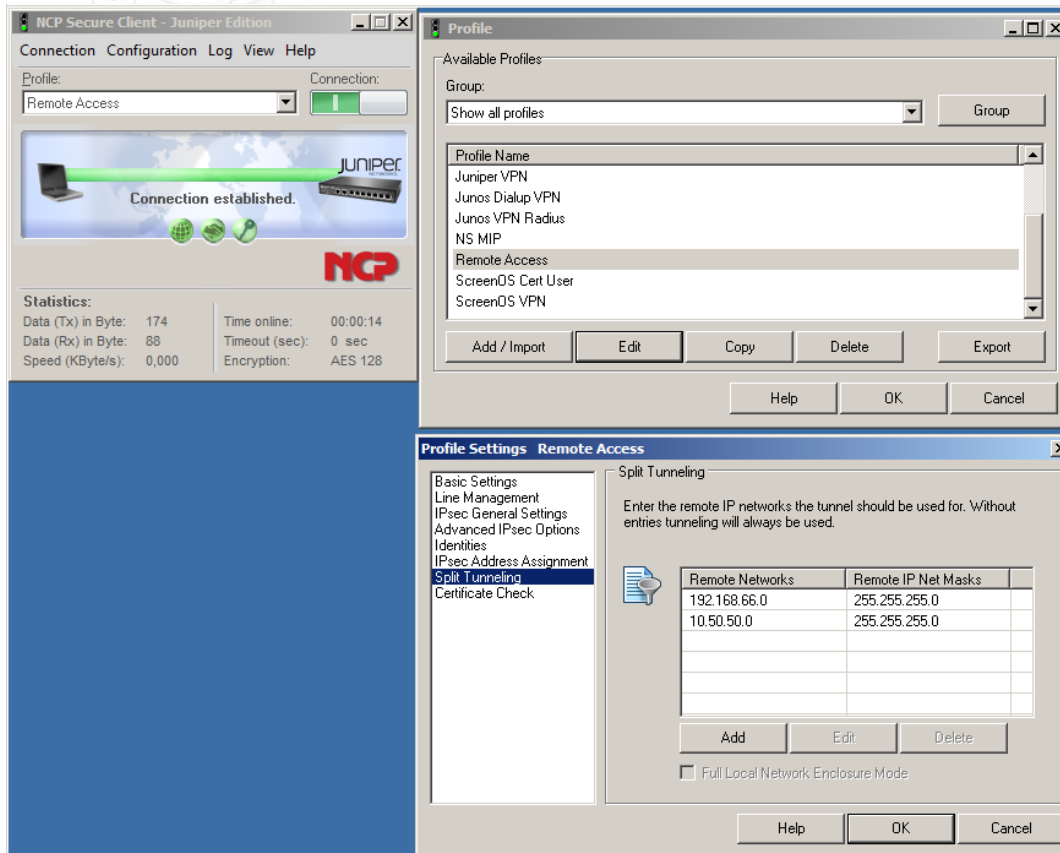 NCP Secure Client - Juniper Edition
Connection Configuration Log View Help
Profile: Connection:
Remote Access
JUNIPER
NETWORKS
Connection established.
NCP
Statistics:
Data (Tx) in Byte: 174 Time online: 00:00:14
Data (Rx) in Byte: 88 Timeout (sec): 0 sec
Speed (KByte/s): 0,000 Encryption: AES 128
Profile
Available Profiles
Group:
Show all profiles Group
Profile Name
Juniper VPN
Junos Dialup VPN
Junos VPN Radius
NS MIP
Remote Access
ScreenOS Cert User
ScreenOS VPN
Add / Import Edit Copy Delete Export
Help OK Cancel
Profile Settings Remote Access
Basic Settings
Line Management
IPsec General Settings
Advanced IPsec Options
Identities
IPsec Address Assignment
Split Tunneling
Certificate Check
Split Tunneling
Enter the remote IP networks the tunnel should be used for. Without
entries tunneling will always be used.
Remote Networks Remote IP Net Masks
192.168.66.0 255.255.255.0
10.50.50.0 255.255.255.0
Add Edit Delete
Full Local Network Enclosure Mode
Help OK Cancel